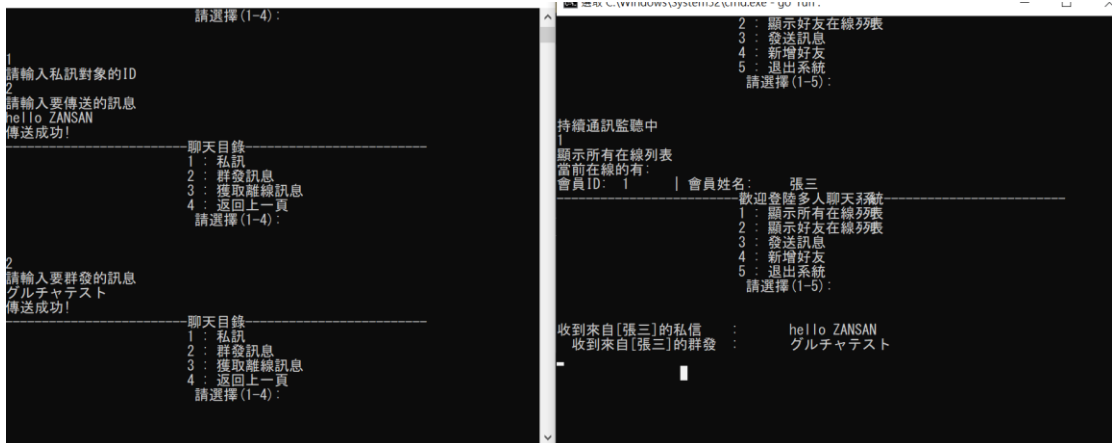 請選擇(1-4):
1
請輸入私訊對象的ID
2
請輸入要傳送的訊息
hello ZANSAN
傳送成功!
------------------------聊天目錄------------------------
1 : 私訊
2 : 群發訊息
3 : 獲取離線訊息
4 : 返回上一頁
請選擇(1-4):
2
請輸入要群發的訊息
グルチャテスト
傳送成功!
------------------------聊天目錄------------------------
1 : 私訊
2 : 群發訊息
3 : 獲取離線訊息
4 : 返回上一頁
請選擇(1-4):
選取 C:\Windows\System32\cmd.exe - go run .
2 : 顯示好友在線列表
3 : 發送訊息
4 : 新增好友
5 : 退出系統
請選擇(1-5):
持續通訊監聽中
1
顯示所有在線列表
當前在線的有:
會員ID: 1 | 會員姓名: 張三
------------------------歡迎登陸多人聊天系統------------------------
1 : 顯示所有在線列表
2 : 顯示好友在線列表
3 : 發送訊息
4 : 新增好友
5 : 退出系統
請選擇(1-5):
收到來自[張三]的私信 : hello ZANSAN
收到來自[張三]的群發 : グルチャテスト